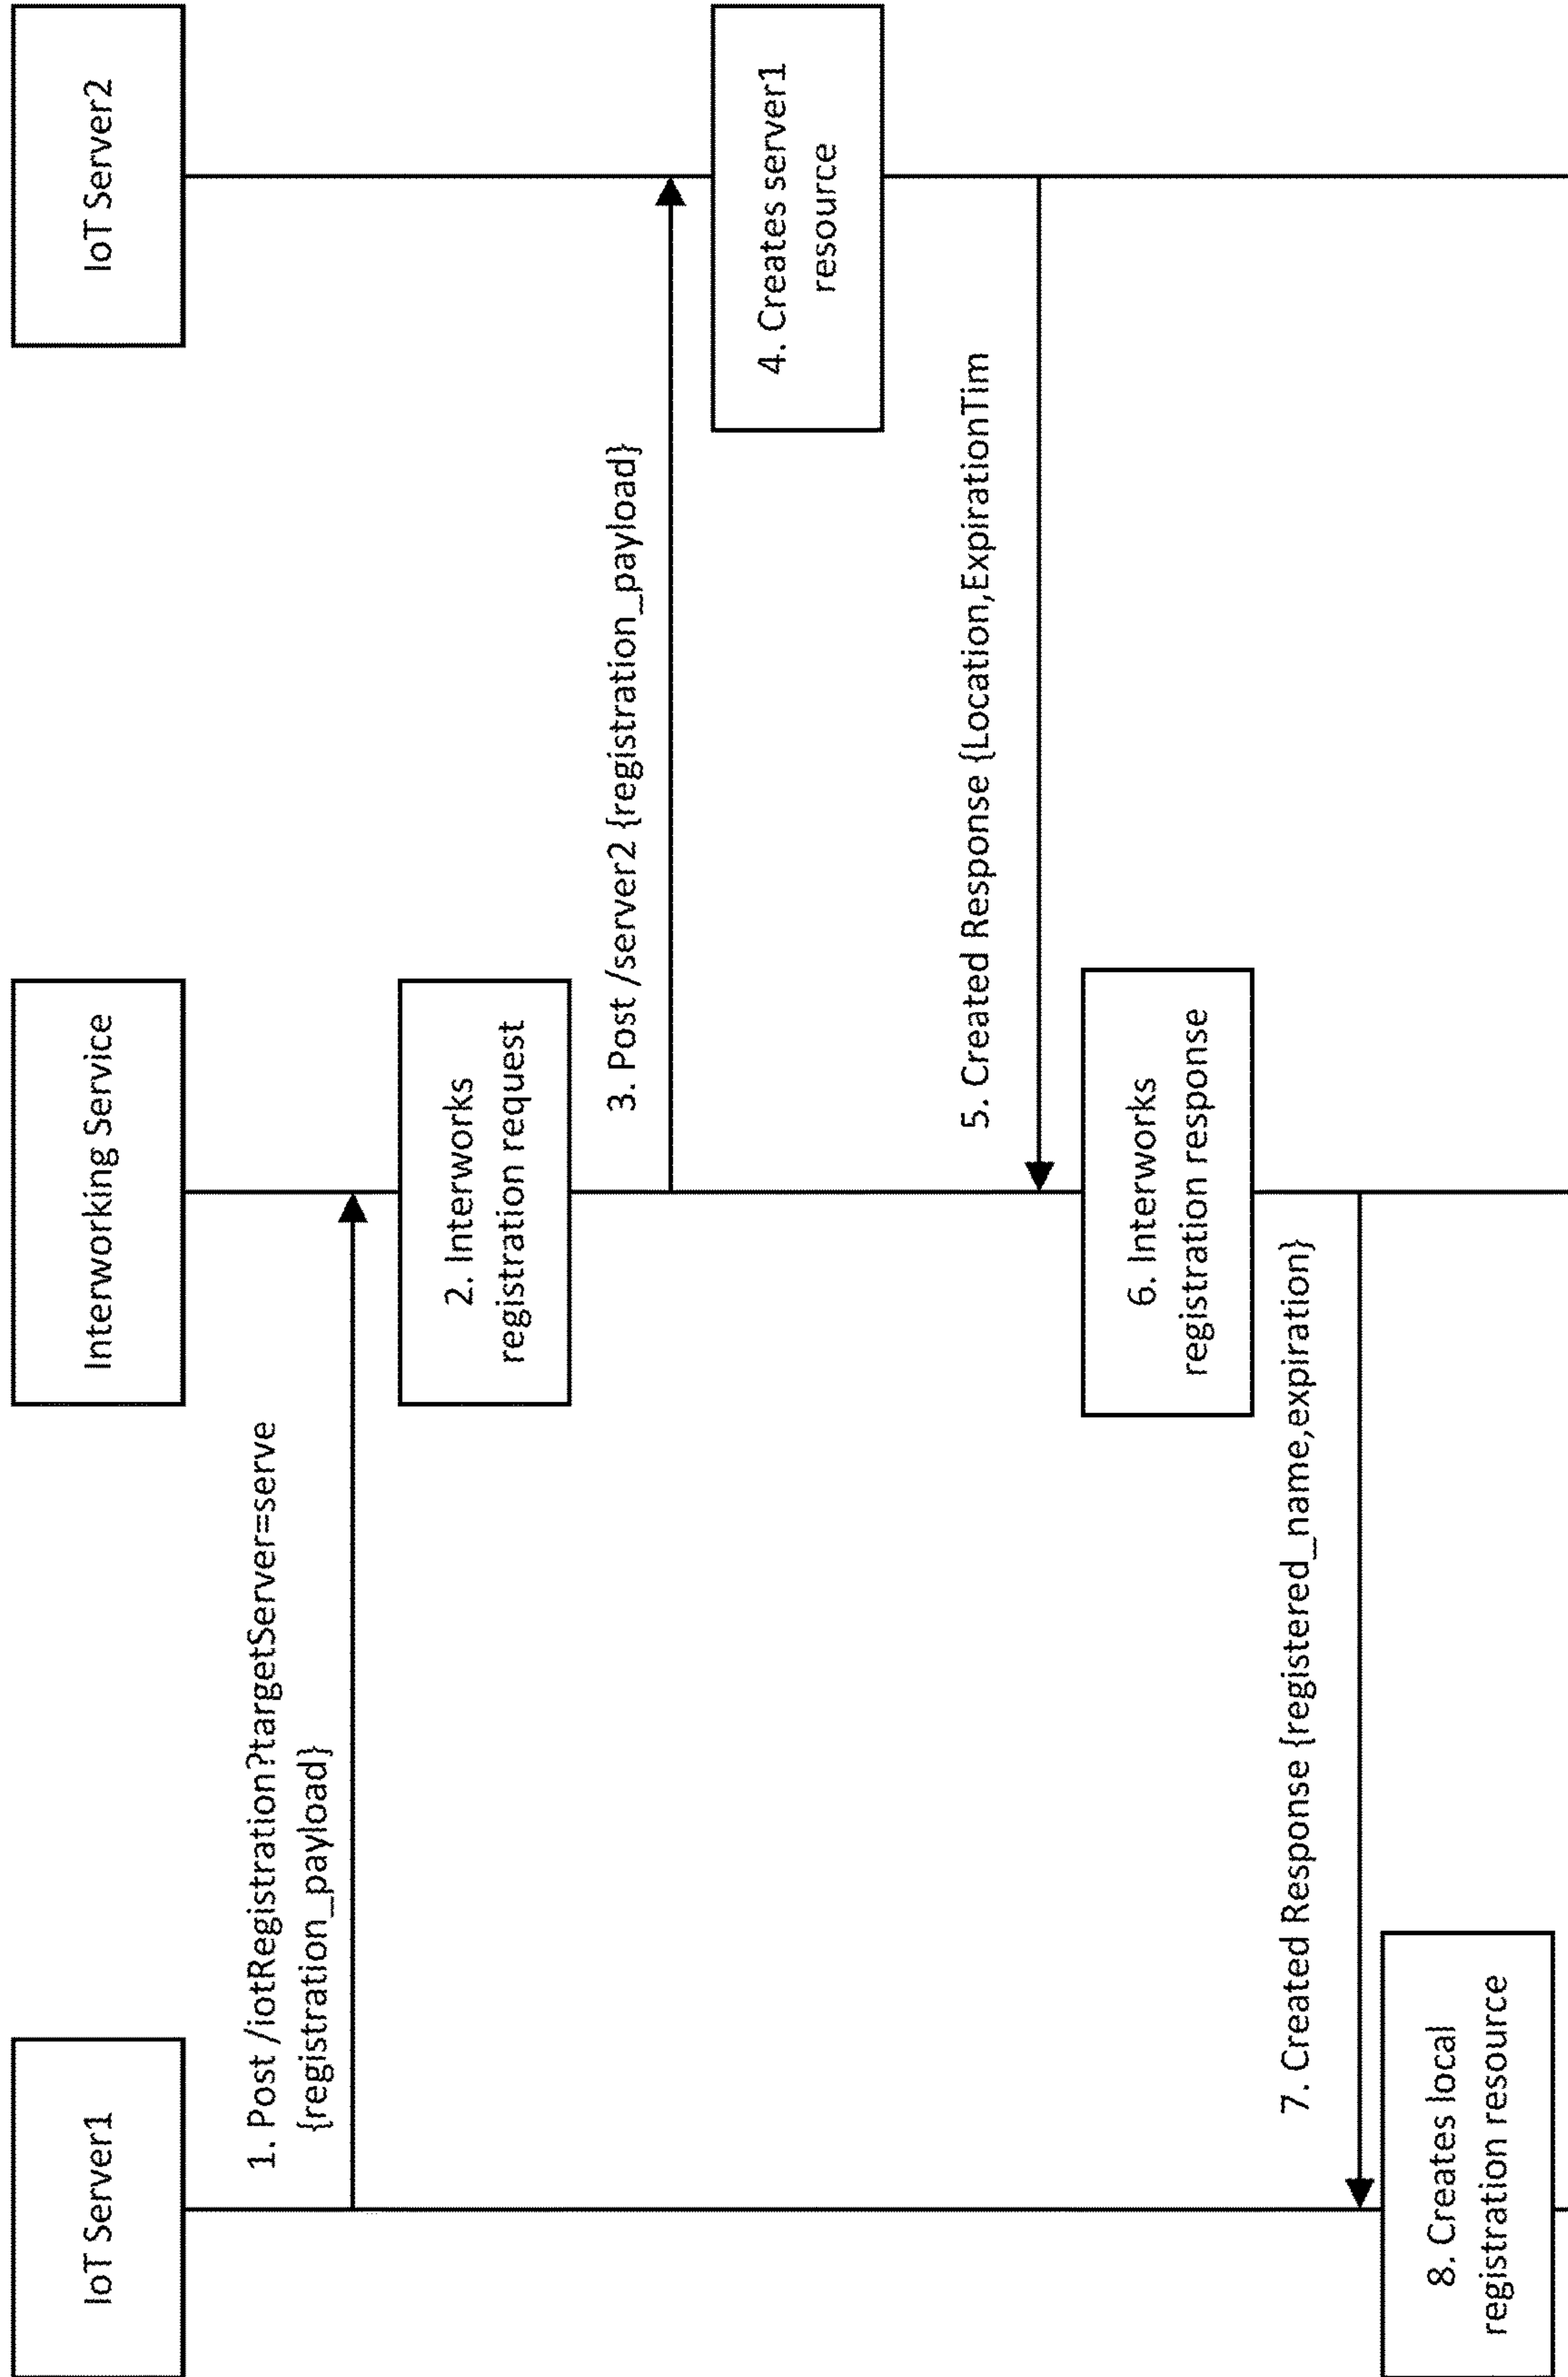 IoT Server1
Interworking Service
IoT Server2
1. Post /iotRegistration?targetServer=serve
{registration_payload}
2. Interworks
registration request
3. Post /server2 {registration_payload}
4. Creates server1
resource
5. Created Response {Location,ExpirationTim
6. Interworks
registration response
7. Created Response {registered_name,expiration}
8. Creates local
registration resource